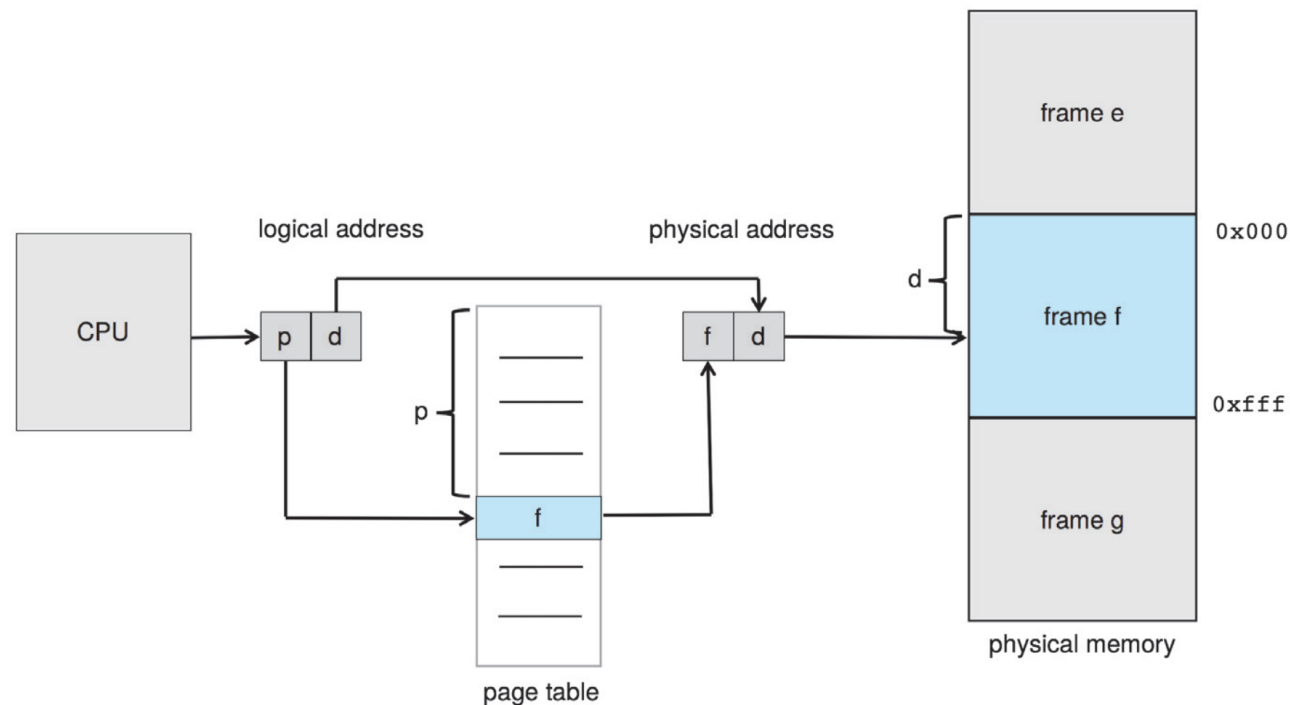 frame e
logical address
physical address
0x000
d
CPU
p
d
f
d
frame f
p
0xfff
f
frame g
physical memory
page table